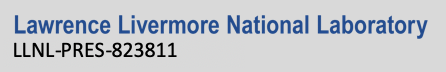 Lawrence Livermore National Laboratory
LLNL-PRES-823811